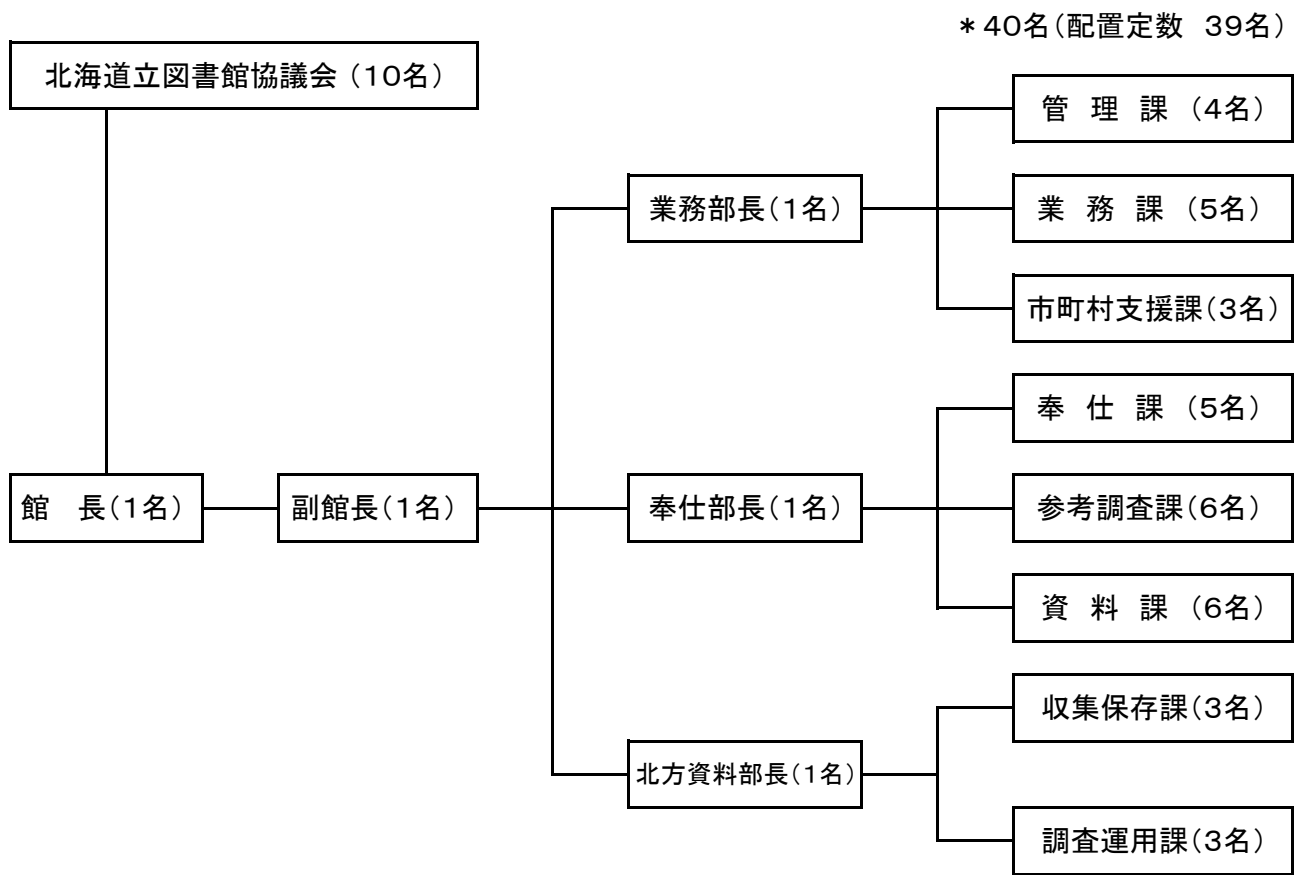 *40名(配置定数　39名)
北海道立図書館協議会(10名)
管　理　課　(4名)
業務部長(1名)
業　務　課　(5名)
市町村支援課(3名)
奉　仕　課　(5名)
館　長(1名)
副館長(1名)
奉仕部長(1名)
参考調査課(6名)
資　料　課　(6名)
収集保存課(3名)
北方資料部長(1名)
調査運用課(3名)